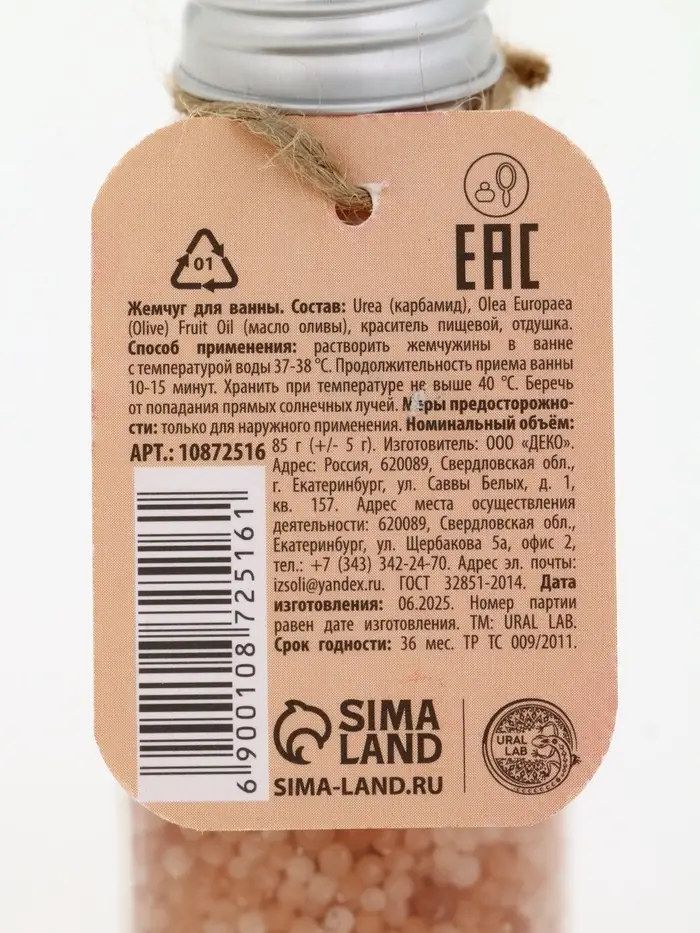 ЕАС
01
Жемчуг для ванны. Состав: Urea (карбамид), Olea Europaea
(Olive) Fruit Oil (масло оливы), краситель пищевой, отдушка.
Способ применения: растворить жемчужины в ванне
с температурой воды 37-38 °С. Продолжительность приема ванны
10-15 минут. Хранить при температуре не выше 40 °С. Беречь
от попадания прямых солнечных лучей. Меры предосторожно-
сти: только для наружного применения. Номинальный объём:
АРТ.: 10872516
85 г (+/- 5 г). Изготовитель: ООО «ДЕКО».
Адрес: Россия, 620089, Свердловская обл.,
г. Екатеринбург, ул. Саввы Белых, д. 1,
кв. 157. Адрес места осуществления
деятельности: 620089, Свердловская обл.,
Екатеринбург, ул. Щербакова 5а, офис 2,
тел.: +7 (343) 342-24-70. Адрес эл. почты:
izsoli@yandex.ru. ГОСТ 32851-2014. Дата
изготовления: 06.2025. Номер партии
равен дате изготовления. ТМ: URAL LAB.
Срок годности: 36 мес. ТР ТС 009/2011.
6 900108 725161
SIMA
LAND
SIMA-LAND.RU
URAL
LAB